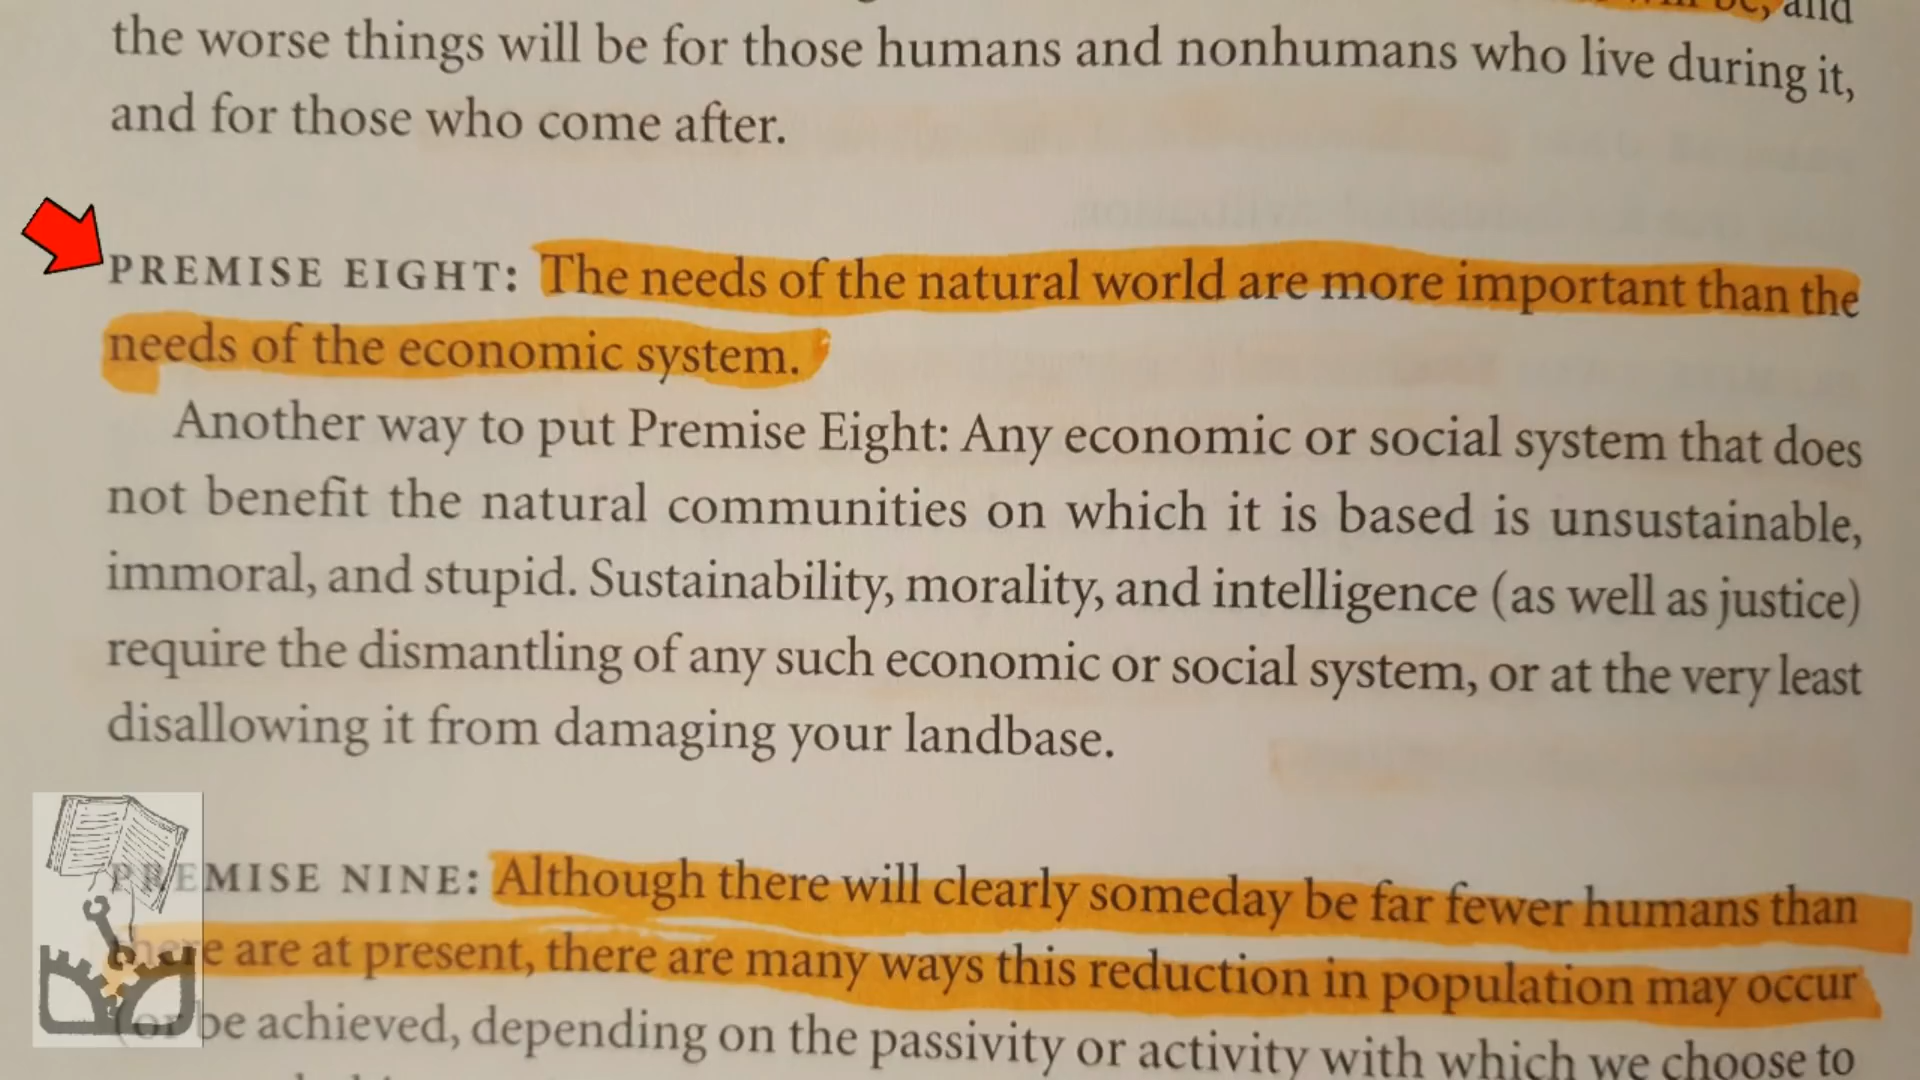 be, and
the worse things will be for those humans and nonhumans who live during it,
and for those who come after.
PREMISE EIGHT: The needs of the natural world are more important than the
needs of the economic system.
Another way to put Premise Eight: Any economic or social system that does
not benefit the natural communities on which it is based is unsustainable,
immoral, and stupid. Sustainability, morality, and intelligence (as well as justice)
require the dismantling of any such economic or social system, or at the very least
disallowing it from damaging your landbase.
PREMISE NINE: Although there will clearly someday be far fewer humans than
there are at present, there are many ways this reduction in population may occur
(or be achieved, depending on the passivity or activity with which we choose to